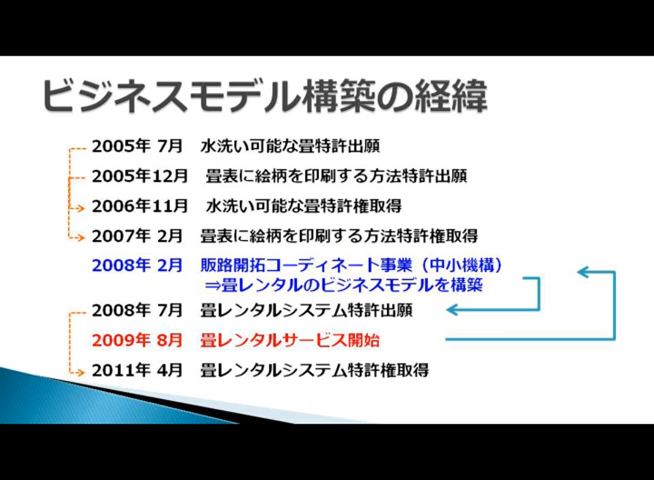 ビジネスモデル構築の経緯
2005年 7月 水洗い可能な畳特許出願
2005年12月 畳表に絵柄を印刷する方法特許出願
2006年11月 水洗い可能な畳特許権取得
2007年 2月 畳表に絵柄を印刷する方法特許権取得
2008年 2月 販路開拓コーディネート事業（中小機構）
⇒畳レンタルのビジネスモデルを構築
2008年 7月 畳レンタルシステム特許出願
2009年 8月 畳レンタルサービス開始
2011年 4月 畳レンタルシステム特許権取得